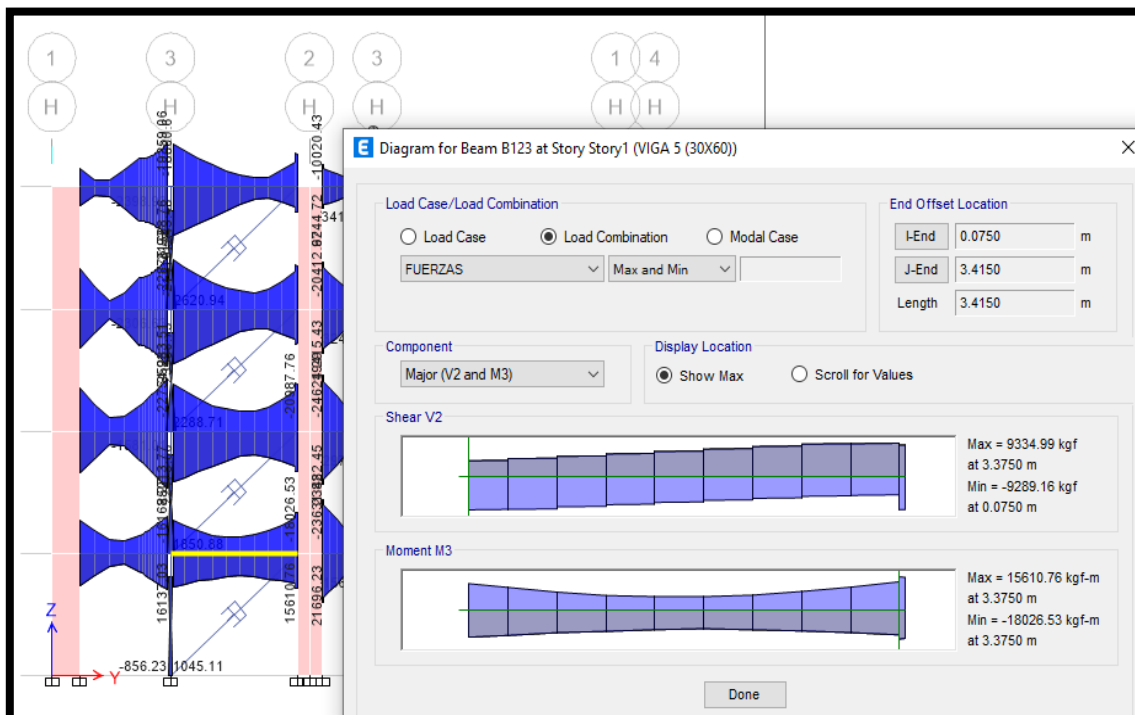 1 3 2 3 1 4
H H H H H H
-10020.43
2620.94
2288.71
-20987.76
1650.88
-18026.53
16137.03
15610.76
21696.23
Z
-856.23 1045.11
Y
Diagram for Beam B123 at Story Story1 (VIGA 5 (30X60))
Load Case/Load Combination
Load Case Load Combination Modal Case
FUERZAS Max and Min
End Offset Location
I-End 0.0750 m
J-End 3.4150 m
Length 3.4150 m
Component
Major (V2 and M3)
Display Location
Show Max Scroll for Values
Shear V2
Max = 9334.99 kgf
at 3.3750 m
Min = -9289.16 kgf
at 0.0750 m
Moment M3
Max = 15610.76 kgf-m
at 3.3750 m
Min = -18026.53 kgf-m
at 3.3750 m
Done